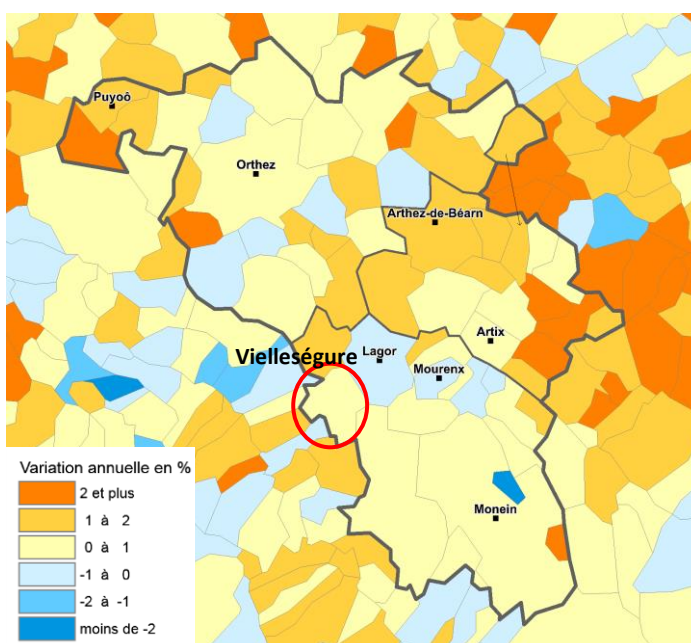 Puyoô
Orthez
Arthez-de-Béarn
Artix
Vielleségure
Lagor
Mourenx
Monein
Variation annuelle en %
2 et plus
1 à 2
0 à 1
-1 à 0
-2 à -1
moins de -2